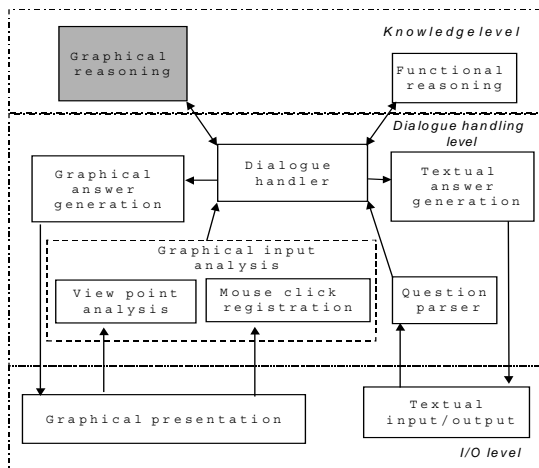 Knowledge level
Graphical
reasoning
Functional
reasoning
Dialogue handling
level
Dialogue
handler
Graphical
answer
generation
Textual
answer
generation
Graphical input
analysis
View point
analysis
Mouse click
registration
Question
parser
Graphical presentation
Textual
input/output
I/O level